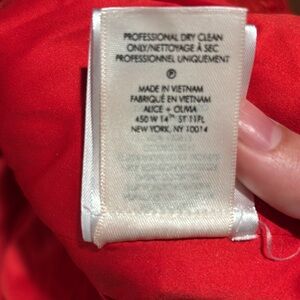 PROFESSIONAL DRY CLEAN
ONLY/NETTOYAGE À SEC
PROFESSIONNEL UNIQUEMENT
Ⓟ
MADE IN VIETNAM
FABRIQUÉ EN VIETNAM
ALICE + OLIVIA
450 W 14TH ST 11FL
NEW YORK, NY 10014